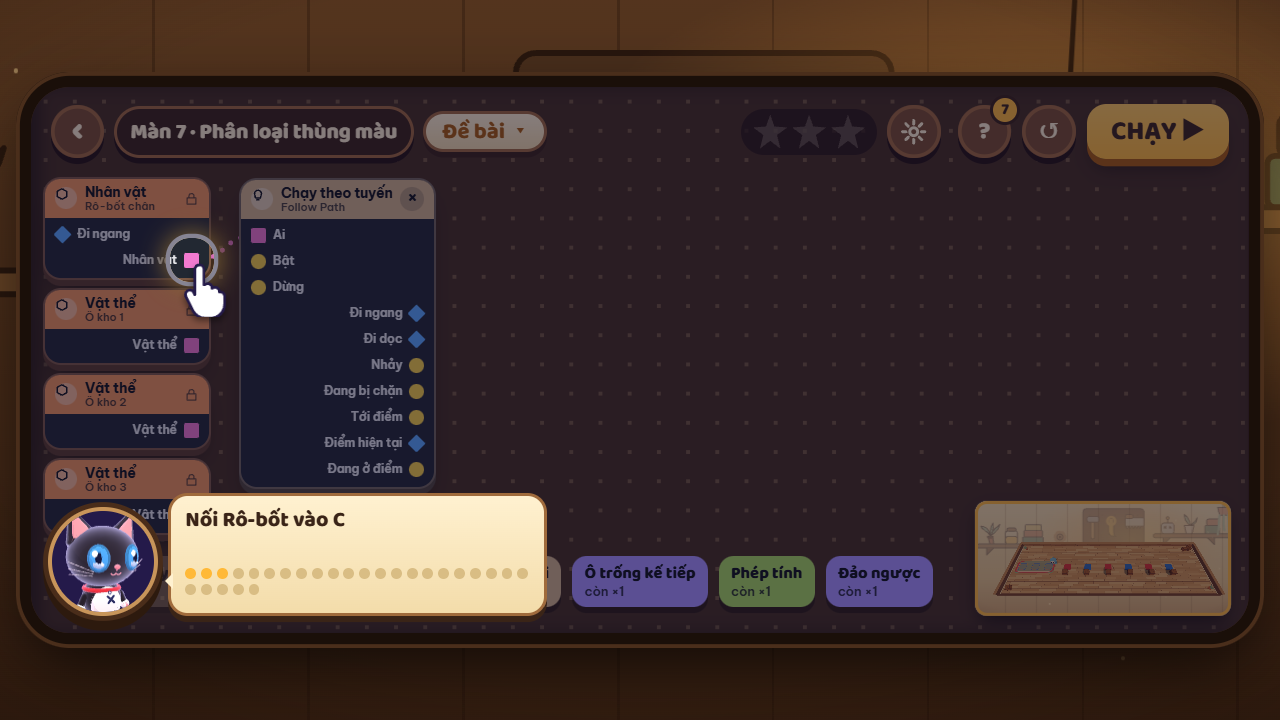 Màn 7 • Phân loại thùng màu
Đề bài
7
?
CHẠY
Nhân vật
Rô-bốt chân
Đi ngang
Nhân vật
Vật thể
Ô kho 1
Vật thể
Vật thể
Ô kho 2
Vật thể
Vật thể
Ô kho 3
Chạy theo tuyến
Follow Path
Ai
Bật
Dừng
Đi ngang
Đi dọc
Nhảy
Đang bị chặn
Tới điểm
Điểm hiện tại
Đang ở điểm
Nối Rô-bốt vào C
Ô trống kế tiếp
còn ×1
Phép tính
còn ×1
Đảo ngược
còn ×1